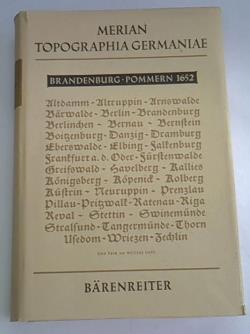 MERIAN
TOPOGRAPHIA GERMANIAE
BRANDENBURG · POMMERN 1652
Altdamm - Altruppin - Arnswalde
Bärwalde - Berlin - Brandenburg
Berlinchen - Bernau - Bernstein
Boitzenburg - Danzig - Dramburg
Eberswalde - Elbing - Falkenburg
Frankfurt a. d. Oder - Fürstenwalde
Greifswald - Havelberg - Kallies
Königsberg - Köpenick - Kolberg
Küstrin - Neuruppin - Prenzlau
Pillau - Pritzwalk - Ratenau - Riga
Reval - Stettin - Swinemünde
Stralsund - Tangermünde - Thorn
Usedom - Wriezen - Zechlin
BÄRENREITER